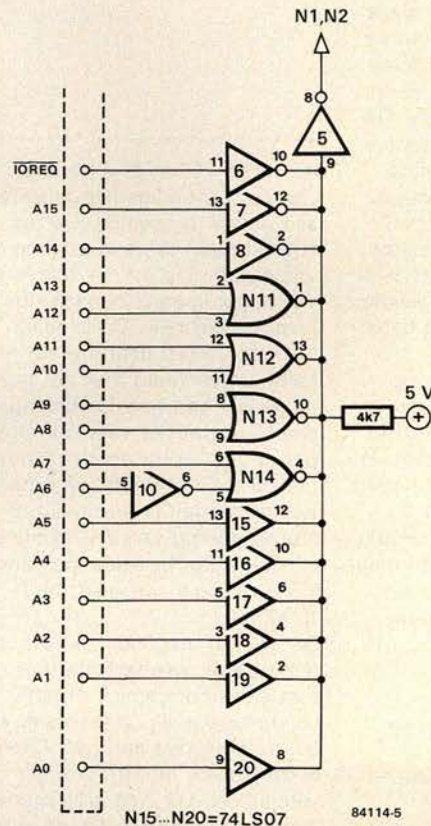 N1,N2
8
5
9
IOREQ
11
6
10
A15
13
7
12
A14
1
8
2
A13
2
N11
1
A12
3
A11
12
N12
13
A10
11
A9
8
N13
10
4k7
5 V
+
A8
9
A7
6
N14
4
A6
5
10
6
5
A5
13
15
12
A4
11
16
10
A3
5
17
6
A2
3
18
4
A1
1
19
2
A0
9
20
8
N15...N20=74LS07
84114-5